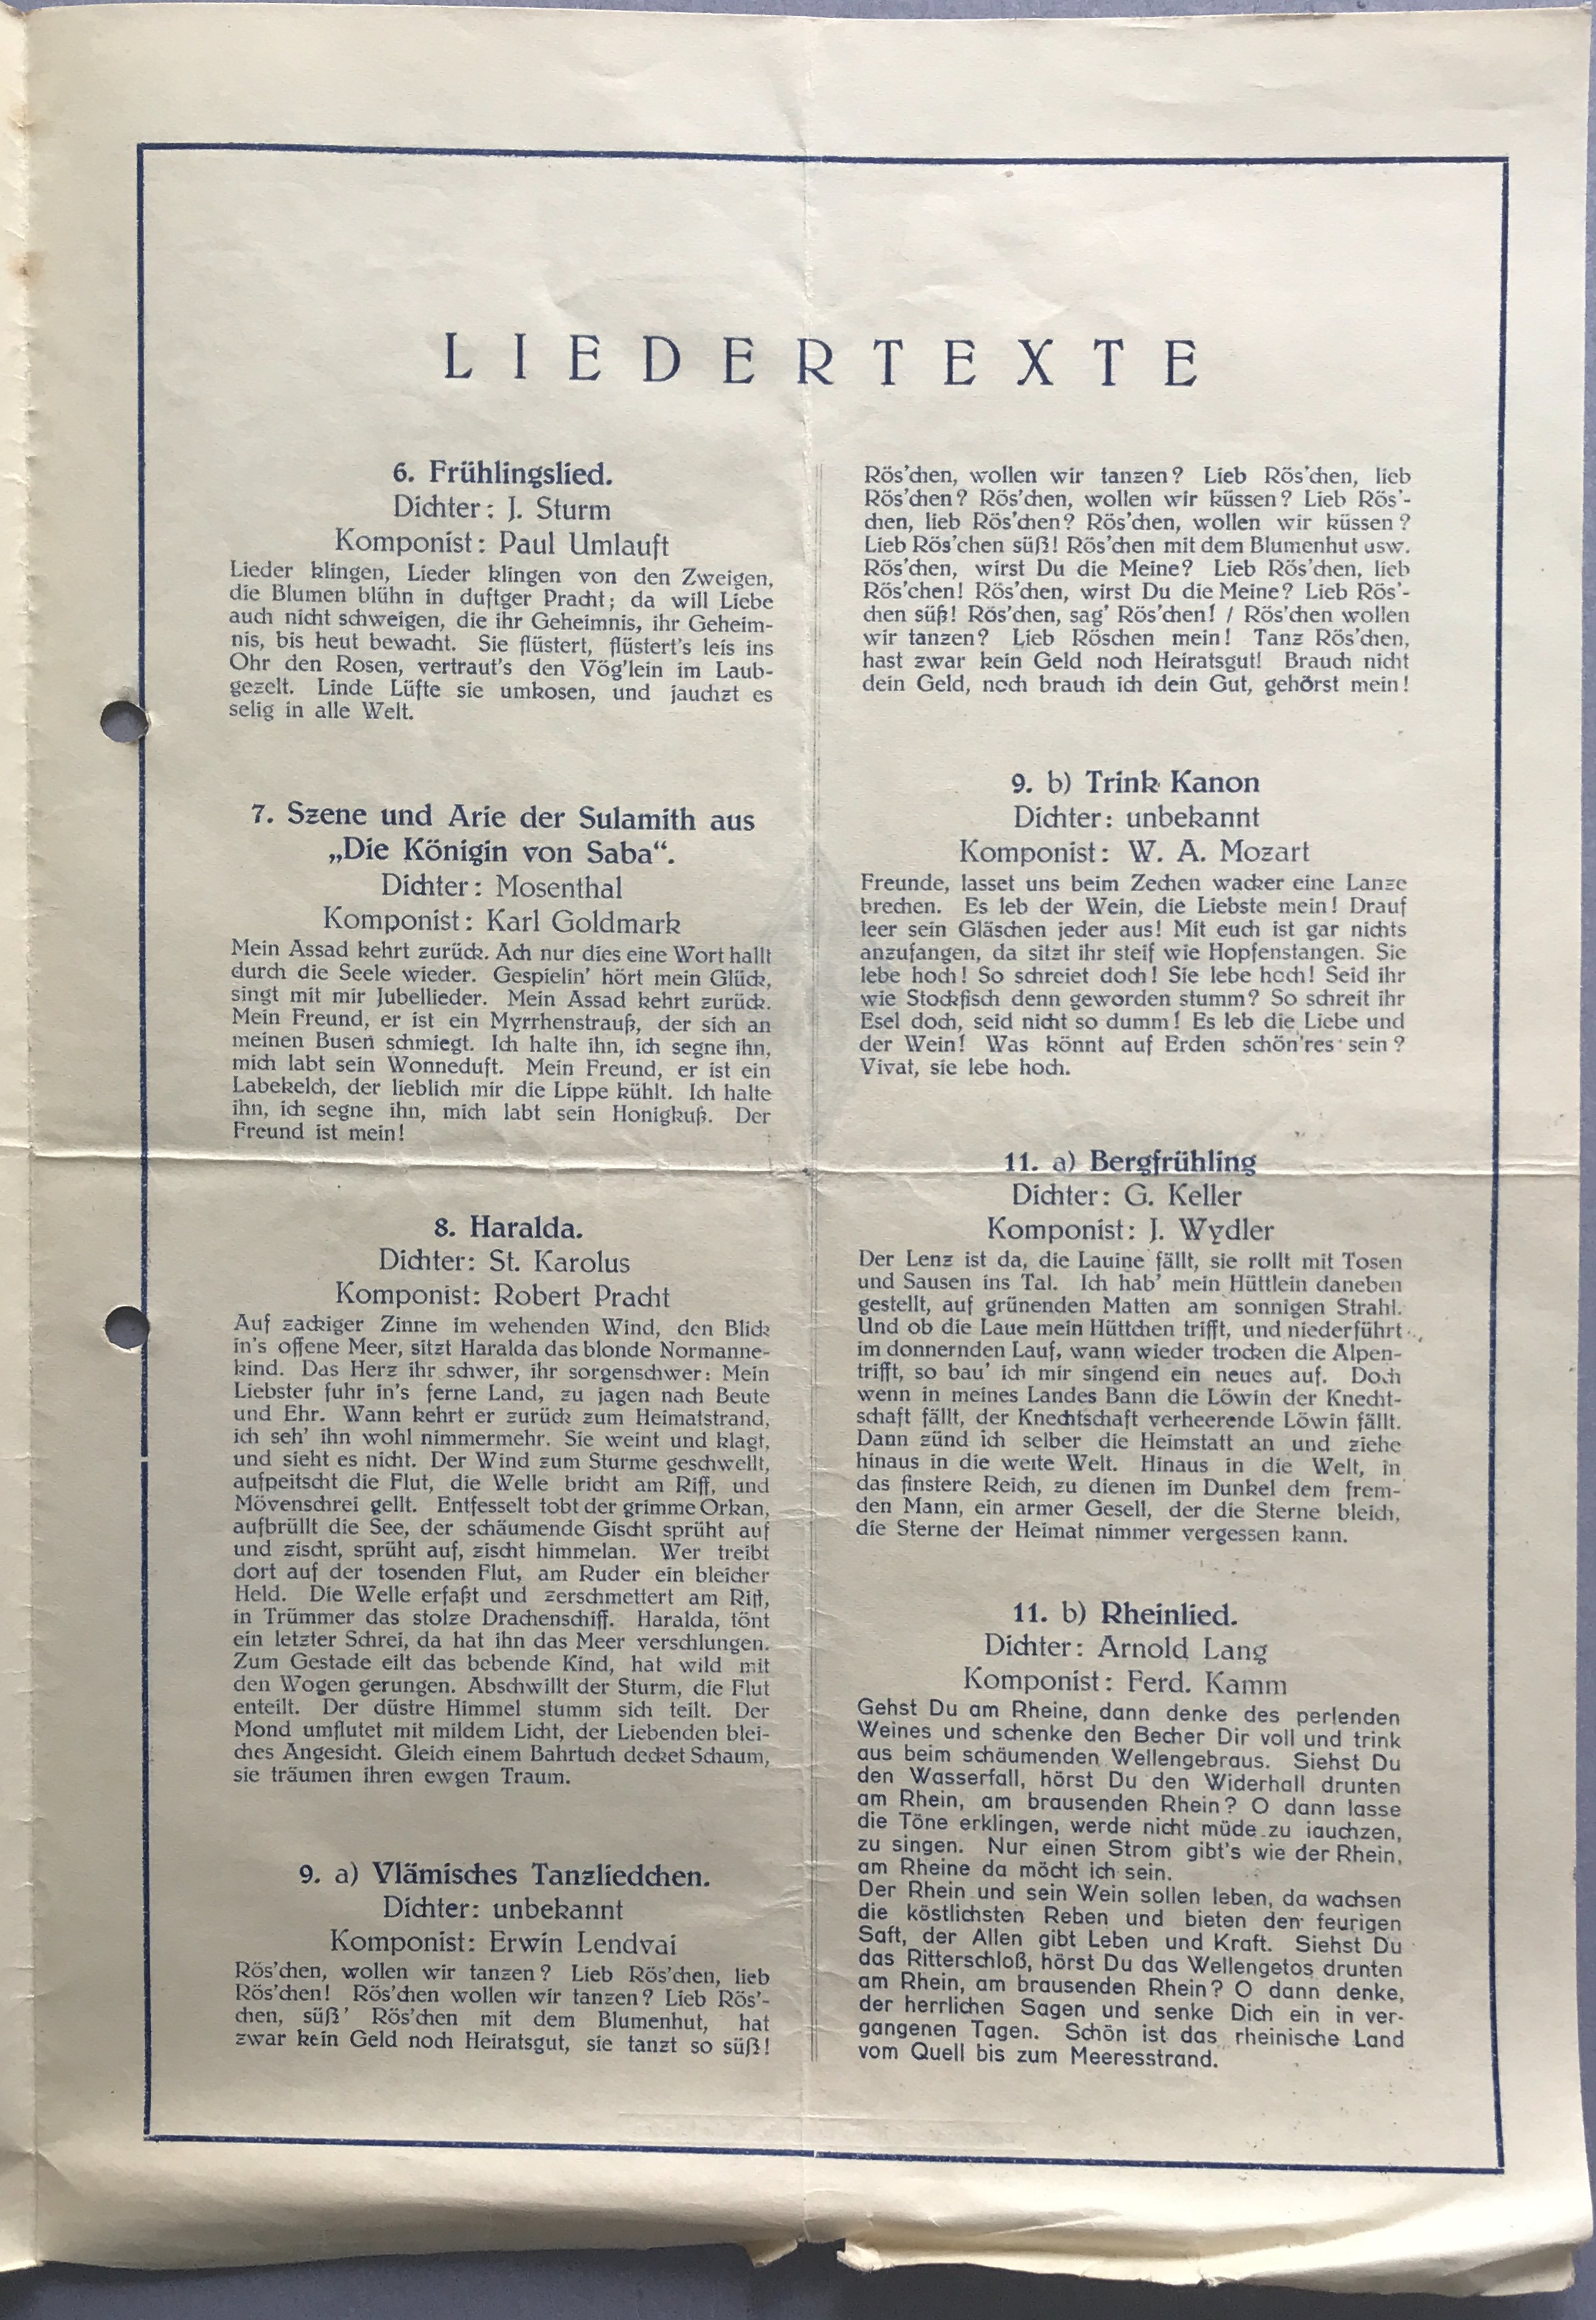 LIEDERTEXTE
6. Frühlingslied.
Dichter: J. Sturm
Komponist: Paul Umlauft
Lieder klingen, Lieder klingen von den Zweigen,
die Blumen blühn in duftger Pracht; da will Liebe
auch nicht schweigen, die ihr Geheimnis, ihr Geheim-
nis, bis heut bewacht. Sie flüstert, flüstert's leis ins
Ohr den Rosen, vertraut's den Vög'lein im Laub-
gezelt. Linde Lüfte sie umkosen, und jauchzt es
selig in alle Welt.
7. Szene und Arie der Sulamith aus
„Die Königin von Saba“.
Dichter: Mosenthal
Komponist: Karl Goldmark
Mein Assad kehrt zurück. Ach nur dies eine Wort hallt
durch die Seele wieder. Gespielin' hört mein Glück,
singt mit mir Jubellieder. Mein Assad kehrt zurück.
Mein Freund, er ist ein Myrrhenstrauß, der sich an
meinen Busen schmiegt. Ich halte ihn, ich segne ihn,
mich labt sein Wonneduft. Mein Freund, er ist ein
Labekelch, der lieblich mir die Lippe kühlt. Ich halte
ihn, ich segne ihn, mich labt sein Honigkuß. Der
Freund ist mein!
8. Haralda.
Dichter: St. Karolus
Komponist: Robert Pracht
Auf zackiger Zinne im wehenden Wind, den Blick
in's offene Meer, sitzt Haralda das blonde Normanne-
kind. Das Herz ihr schwer, ihr sorgenschwer: Mein
Liebster fuhr in's ferne Land, zu jagen nach Beute
und Ehr. Wann kehrt er zurück zum Heimatstrand,
ich seh' ihn wohl nimmermehr. Sie weint und klagt,
und sieht es nicht. Der Wind zum Sturme geschwellt,
aufpeitscht die Flut, die Welle bricht am Riff, und
Mövenschrei gellt. Entfesselt tobt der grimme Orkan,
aufbrüllt die See, der schäumende Gischt sprüht auf
und zischt, sprüht auf, zischt himmelan. Wer treibt
dort auf der tosenden Flut, am Ruder ein bleicher
Held. Die Welle erfaßt und zerschmettert am Riff,
in Trümmer das stolze Drachenschiff. Haralda, tönt
ein letzter Schrei, da hat ihn das Meer verschlungen.
Zum Gestade eilt das bebende Kind, hat wild mit
den Wogen gerungen. Abschwillt der Sturm, die Flut
enteilt. Der düstre Himmel stumm sich teilt. Der
Mond umflutet mit mildem Licht, der Liebenden blei-
ches Angesicht. Gleich einem Bahrtuch decket Schaum,
sie träumen ihren ewgen Traum.
9. a) Vlämisches Tanzliedchen.
Dichter: unbekannt
Komponist: Erwin Lendvai
Rös'chen, wollen wir tanzen? Lieb Rös'chen, lieb
Rös'chen! Rös'chen wollen wir tanzen? Lieb Rös'-
chen, süß' Rös'chen mit dem Blumenhut, hat
zwar kein Geld noch Heiratsgut, sie tanzt so süß!
Rös'chen, wollen wir tanzen? Lieb Rös'chen, lieb
Rös'chen? Rös'chen, wollen wir küssen? Lieb Rös'-
chen, lieb Rös'chen? Rös'chen, wollen wir küssen?
Lieb Rös'chen süß! Rös'chen mit dem Blumenhut usw.
Rös'chen, wirst Du die Meine? Lieb Rös'chen, lieb
Rös'chen! Rös'chen, wirst Du die Meine? Lieb Rös'-
chen süß! Rös'chen, sag' Rös'chen! / Rös'chen wollen
wir tanzen? Lieb Röschen mein! Tanz Rös'chen,
hast zwar kein Geld noch Heiratsgut! Brauch nicht
dein Geld, noch brauch ich dein Gut, gehörst mein!
9. b) Trink Kanon
Dichter: unbekannt
Komponist: W. A. Mozart
Freunde, lasset uns beim Zechen wacker eine Lanze
brechen. Es leb der Wein, die Liebste mein! Drauf
leer sein Gläschen jeder aus! Mit euch ist gar nichts
anzufangen, da sitzt ihr steif wie Hopfenstangen. Sie
lebe hoch! So schreiet doch! Sie lebe hoch! Seid ihr
wie Stockfisch denn geworden stumm? So schreit ihr
Esel doch, seid nicht so dumm! Es leb die Liebe und
der Wein! Was könnt auf Erden schön'res sein?
Vivat, sie lebe hoch.
11. a) Bergfrühling
Dichter: G. Keller
Komponist: J. Wydler
Der Lenz ist da, die Lauine fällt, sie rollt mit Tosen
und Sausen ins Tal. Ich hab' mein Hüttlein daneben
gestellt, auf grünenden Matten am sonnigen Strahl.
Und ob die Laue mein Hüttchen trifft, und niederführt
im donnernden Lauf, wann wieder trocken die Alpen-
trifft, so bau' ich mir singend ein neues auf. Doch
wenn in meines Landes Bann die Löwin der Knecht-
schaft fällt, der Knechtschaft verheerende Löwin fällt.
Dann zünd ich selber die Heimstatt an und ziehe
hinaus in die weite Welt. Hinaus in die Welt, in
das finstere Reich, zu dienen im Dunkel dem frem-
den Mann, ein armer Gesell, der die Sterne bleich,
die Sterne der Heimat nimmer vergessen kann.
11. b) Rheinlied.
Dichter: Arnold Lang
Komponist: Ferd. Kamm
Gehst Du am Rheine, dann denke des perlenden
Weines und schenke den Becher Dir voll und trink
aus beim schäumenden Wellengebraus. Siehst Du
den Wasserfall, hörst Du den Widerhall drunten
am Rhein, am brausenden Rhein? O dann lasse
die Töne erklingen, werde nicht müde zu jauchzen,
zu singen. Nur einen Strom gibt's wie der Rhein,
am Rheine da möcht ich sein.
Der Rhein und sein Wein sollen leben, da wachsen
die köstlichsten Reben und bieten den feurigen
Saft, der Allen gibt Leben und Kraft. Siehst Du
das Ritterschloß, hörst Du das Wellengetos drunten
am Rhein, am brausenden Rhein? O dann denke,
der herrlichen Sagen und senke Dich ein in ver-
gangenen Tagen. Schön ist das rheinische Land
vom Quell bis zum Meeresstrand.